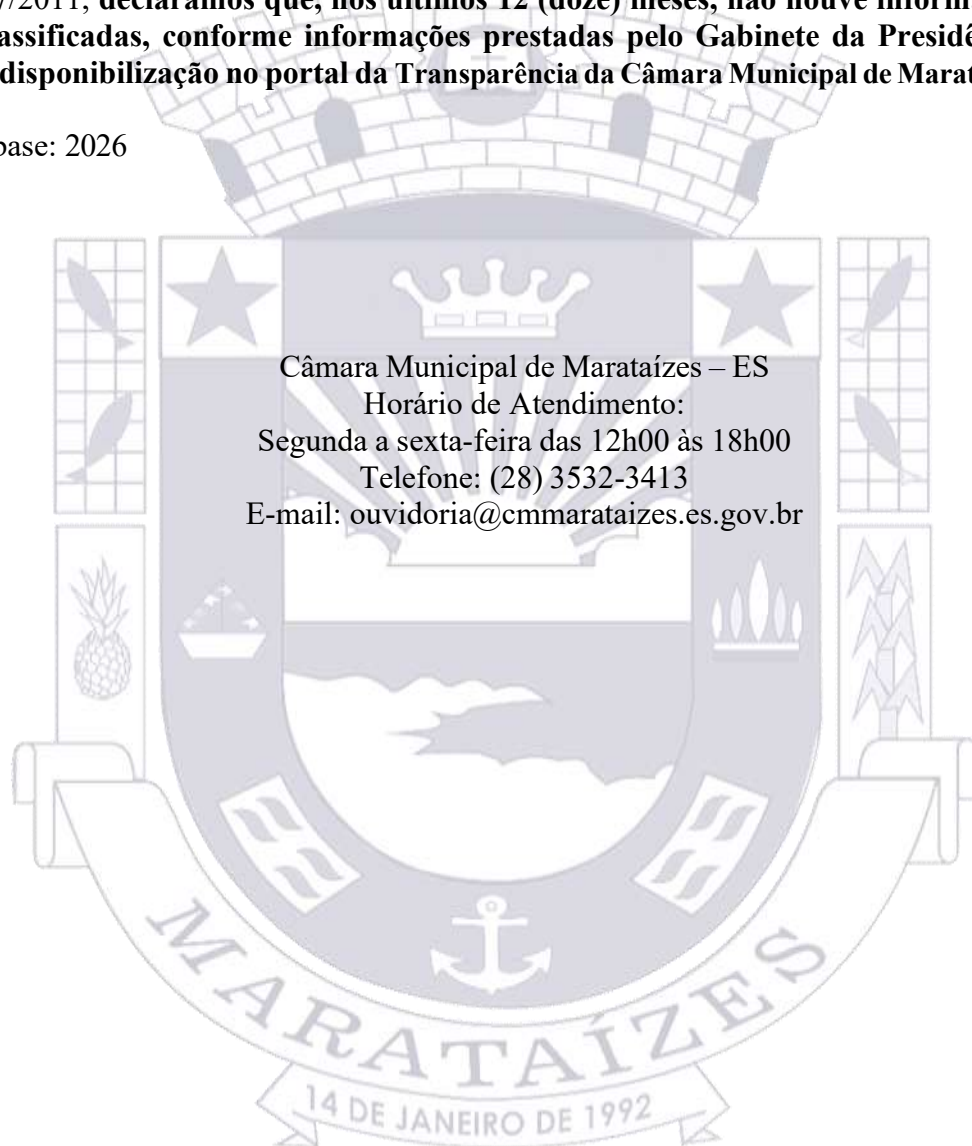 /2011, declaramos que, nos últimos 12 (doze) meses, não houve
assificadas, conforme informações prestadas pelo Gabinete da
disponibilização no portal da Transparência da Câmara Municipal de
base: 2026
Câmara Municipal de Marataízes – ES
Horário de Atendimento:
Segunda a sexta-feira das 12h00 às 18h00
Telefone: (28) 3532-3413
E-mail: ouvidoria@cmmarataizes.es.gov.br
MARATAÍZES
14 DE JANEIRO DE 1992